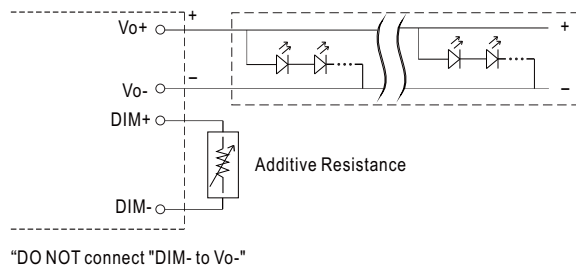 Vo+
+
+
Vo-
−
−
DIM+
Additive Resistance
DIM-
“DO NOT connect "DIM- to Vo-"